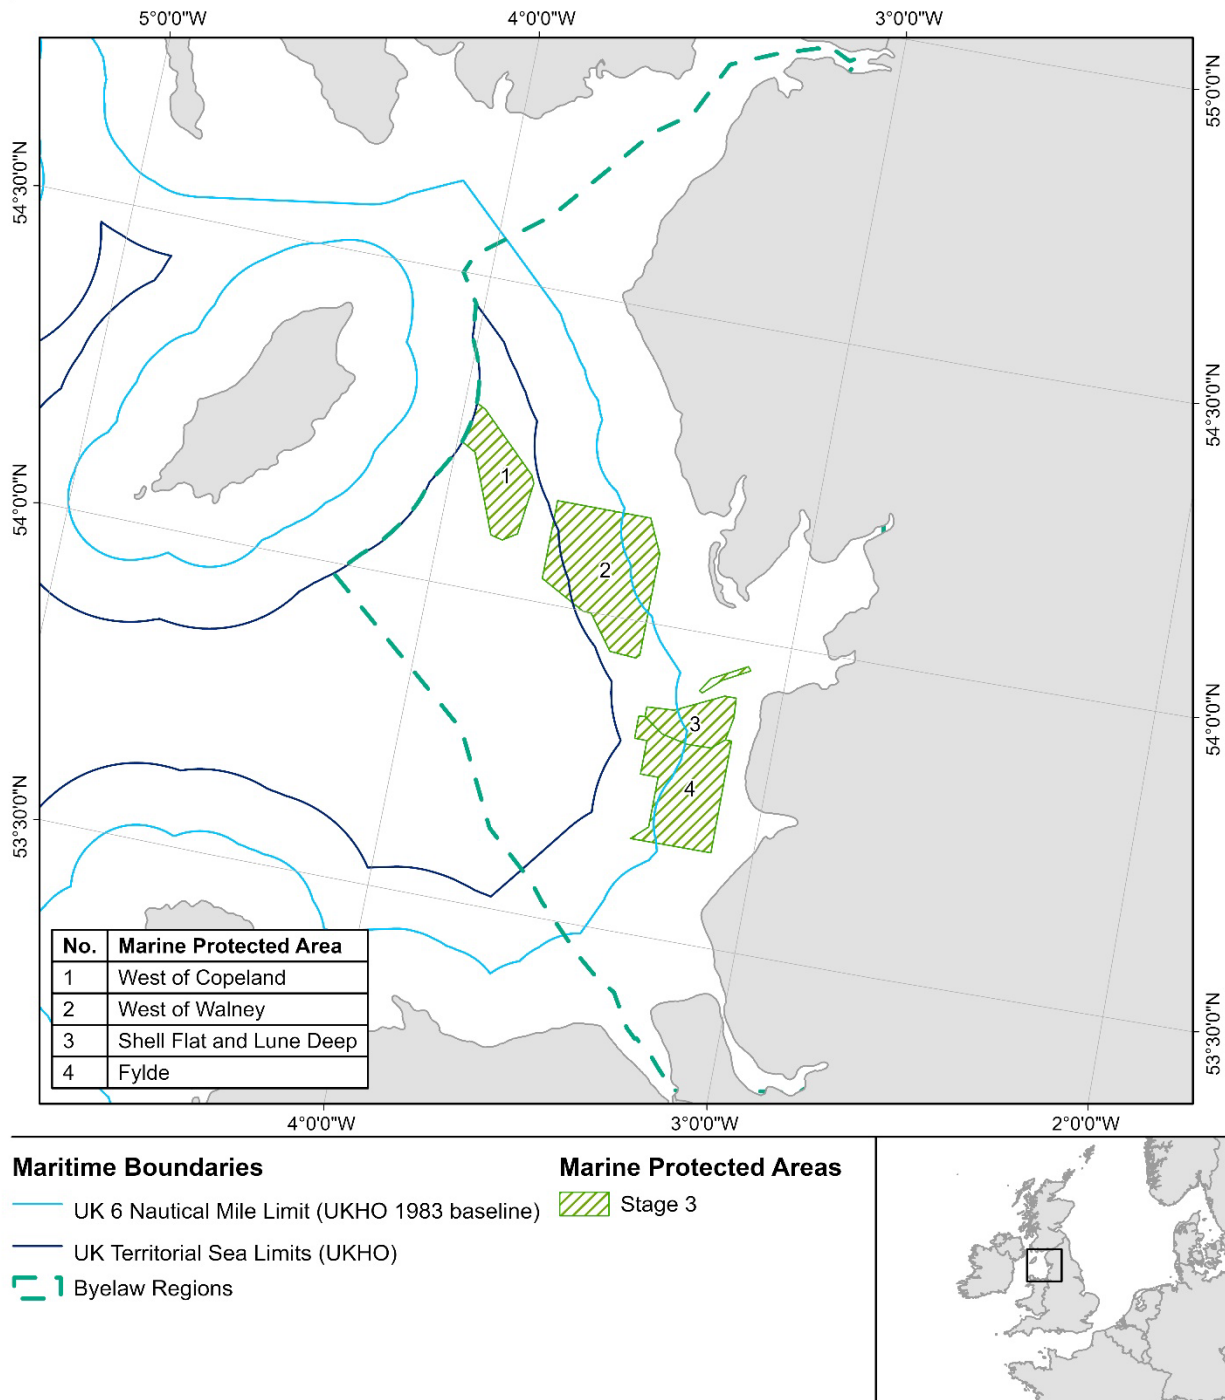 5°0'0"W 4°0'0"W 3°0'0"W
55°0'0"N
54°30'0"N
54°30'0"N
54°0'0"N
54°0'0"N
53°30'0"N
53°30'0"N
1
2
3
4
No. Marine Protected Area
1 West of Copeland
2 West of Walney
3 Shell Flat and Lune Deep
4 Fylde
4°0'0"W 3°0'0"W 2°0'0"W
Maritime Boundaries
UK 6 Nautical Mile Limit (UKHO 1983 baseline)
UK Territorial Sea Limits (UKHO)
Byelaw Regions
Marine Protected Areas
Stage 3